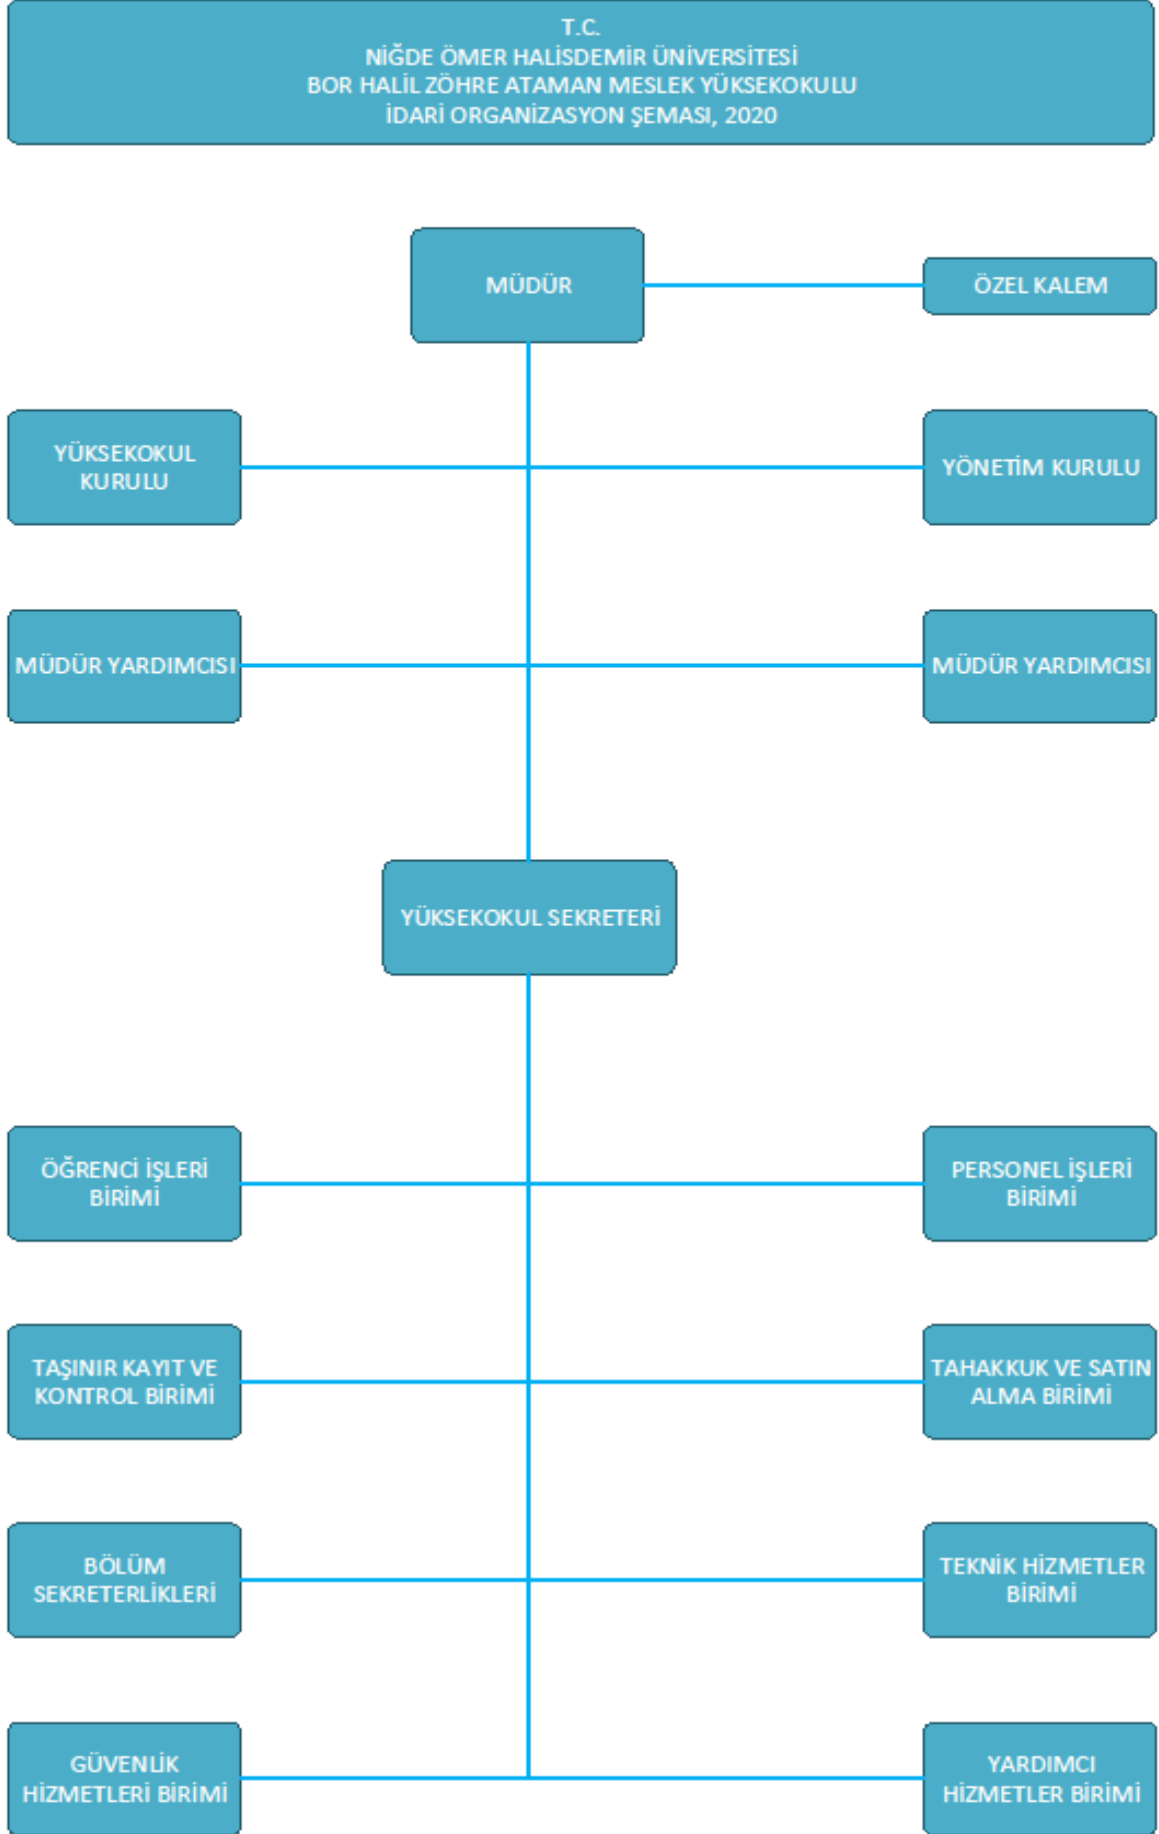 T.C.
NİĞDE ÖMER HALİSDEMİR ÜNİVERSİTESİ
BOR HALİL ZÖHRE ATAMAN MESLEK YÜKSEKOKULU
İDARİ ORGANİZASYON ŞEMASI, 2020
MÜDÜR
ÖZEL KALEM
YÜKSEKOKUL
KURULU
YÖNETİM KURULU
MÜDÜR YARDIMCISI
MÜDÜR YARDIMCISI
YÜKSEKOKUL SEKRETERİ
ÖĞRENCİ İŞLERİ
BİRİMİ
PERSONEL İŞLERİ
BİRİMİ
TAŞINIR KAYIT VE
KONTROL BİRİMİ
TAHAKKUK VE SATIN
ALMA BİRİMİ
BÖLÜM
SEKRETERLİKLERİ
TEKNİK HİZMETLER
BİRİMİ
GÜVENLİK
HİZMETLERİ BİRİMİ
YARDIMCI
HİZMETLER BİRİMİ